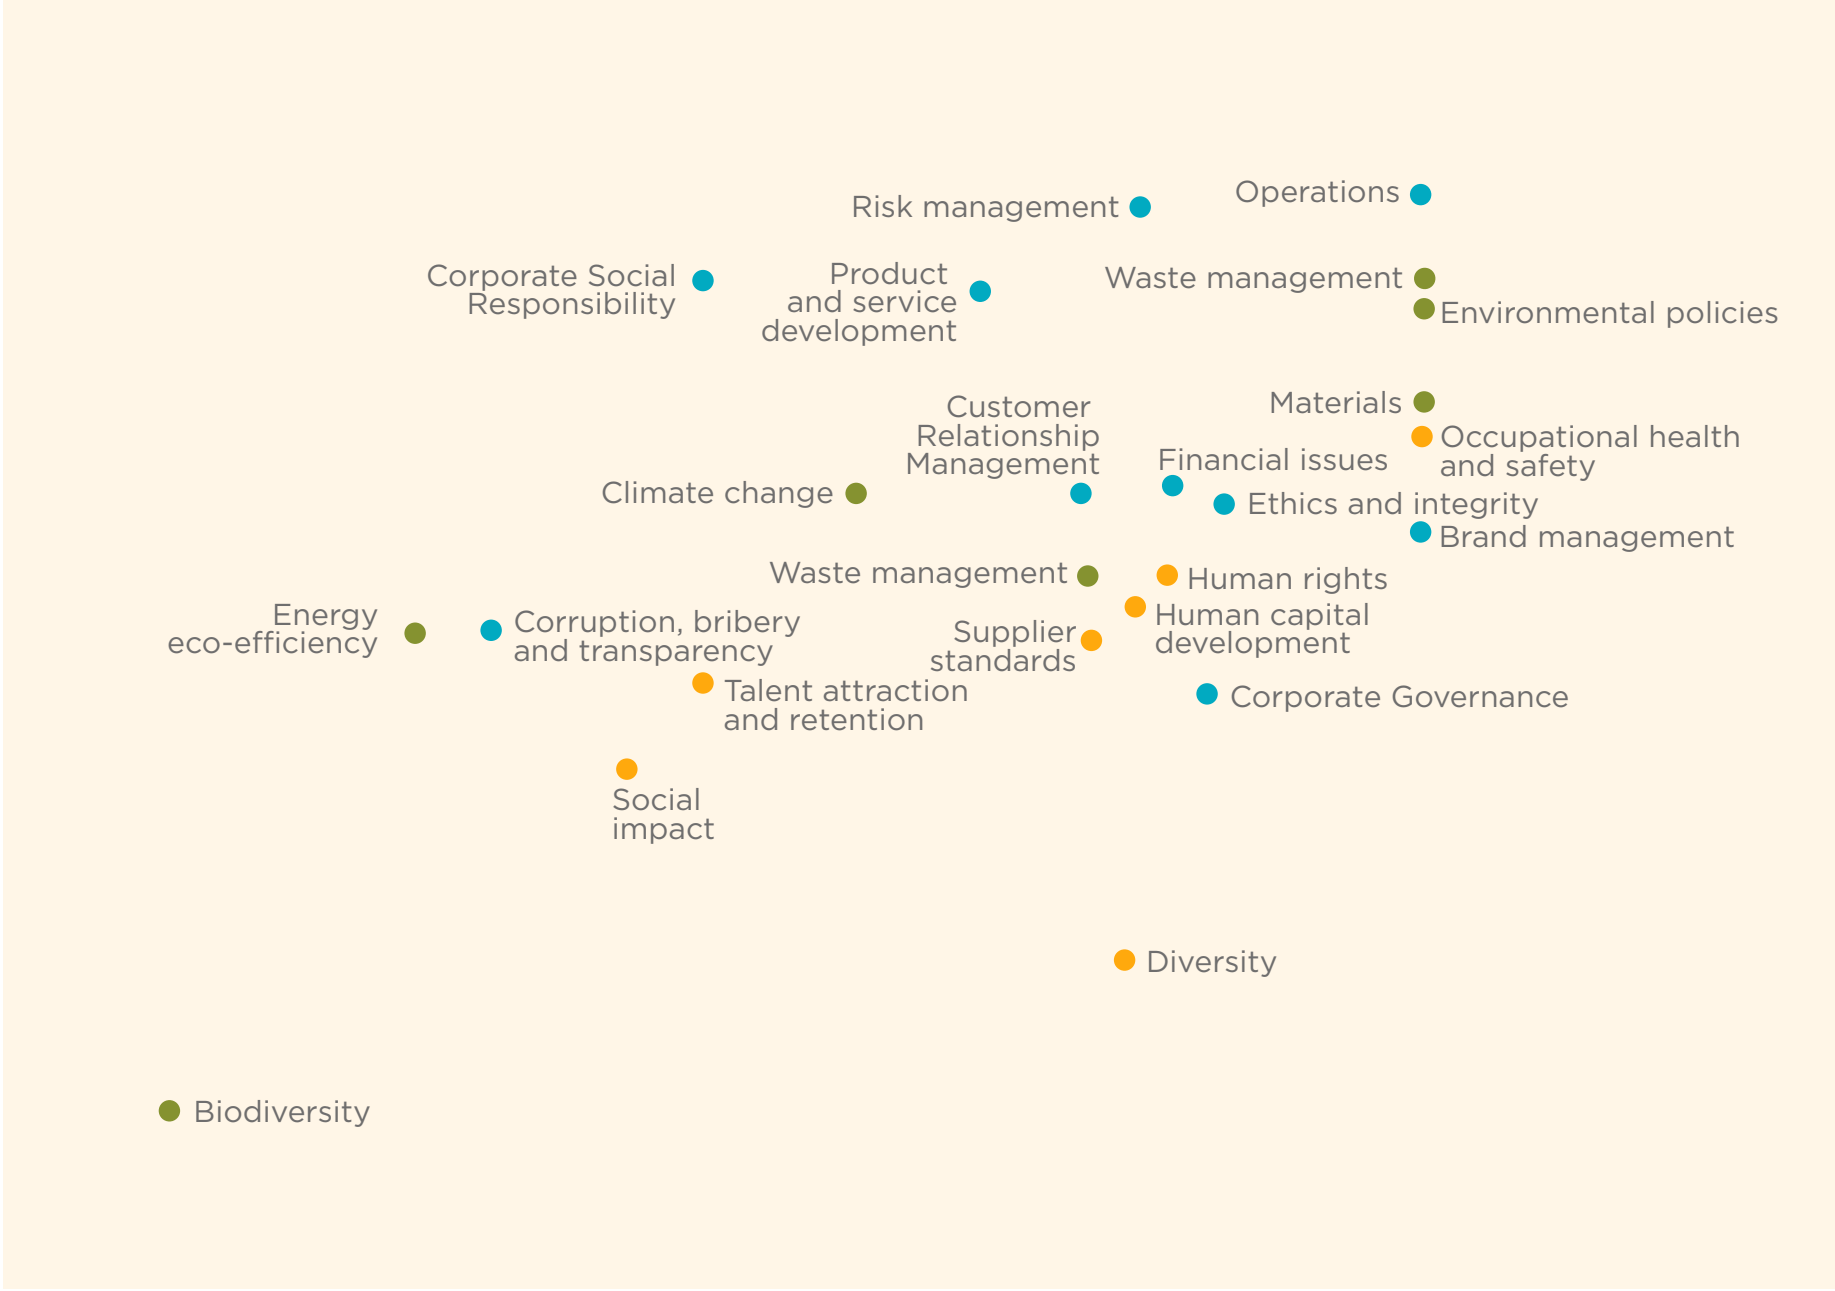 Operations
Risk management
Corporate Social
Responsibility
Product
and service
development
Waste management
Environmental policies
Materials
Customer
Relationship
Management
Occupational health
and safety
Financial issues
Climate change
Ethics and integrity
Brand management
Waste management
Human rights
Energy
eco-efficiency
Corruption, bribery
and transparency
Supplier
standards
Human capital
development
Talent attraction
and retention
Corporate Governance
Social
impact
Diversity
Biodiversity